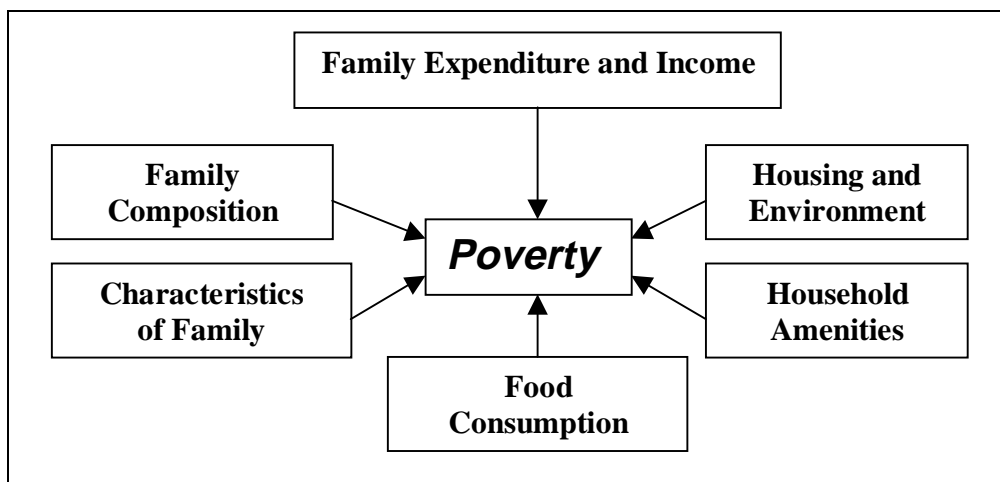 Family Expenditure and Income
Family
Composition
Housing and
Environment
Poverty
Characteristics
of Family
Household
Amenities
Food
Consumption